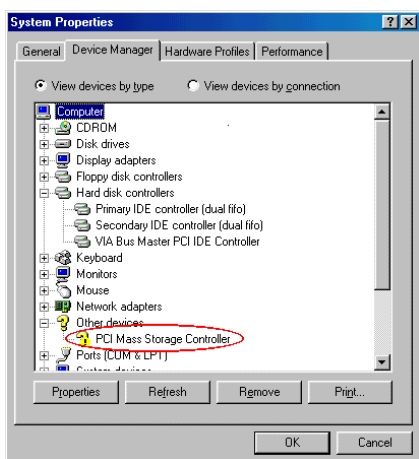 System Properties
General Device Manager Hardware Profiles Performance
View devices by type View devices by connection
Computer
CDROM
Disk drives
Display adapters
Floppy disk controllers
Hard disk controllers
Primary IDE controller (dual fifo)
Secondary IDE controller (dual fifo)
VIA Bus Master PCI IDE Controller
Keyboard
Monitors
Mouse
Network adapters
Other devices
PCI Mass Storage Controller
Ports (COM & LPT)
System devices
Properties Refresh Remove Print...
OK Cancel